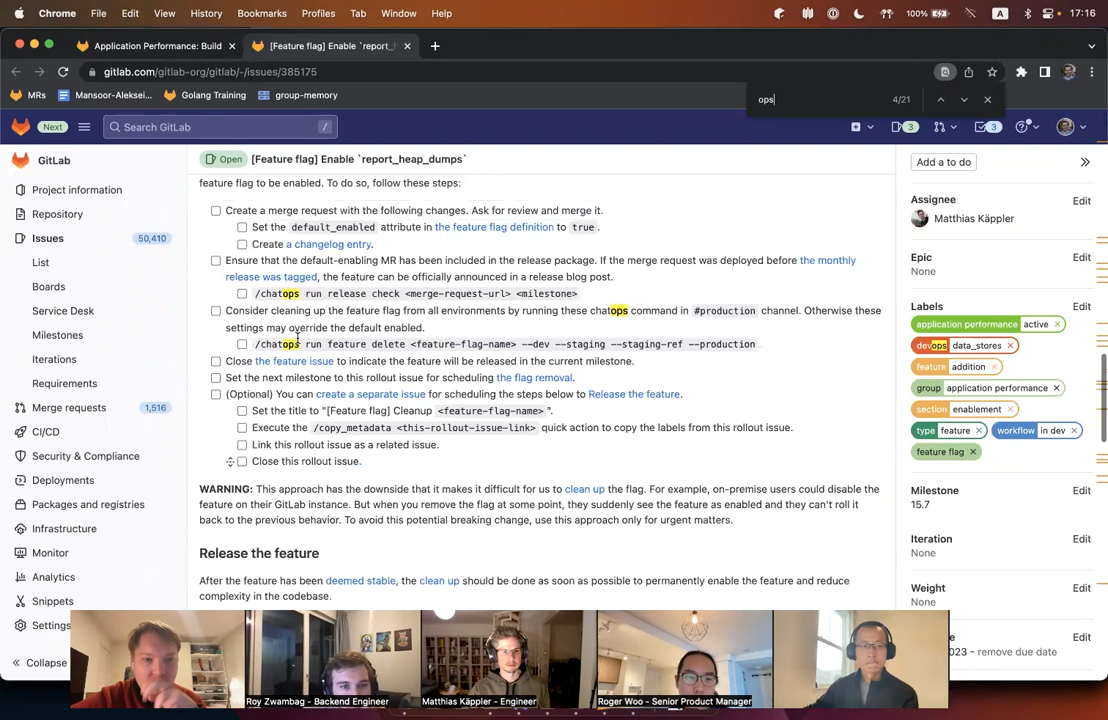 Chrome File Edit View History Bookmarks Profiles Tab Window Help 100% A 17:16
Application Performance: Build [Feature flag] Enable `report_
gitlab.com/gitlab-org/gitlab/-/issues/385175
MRs Mansoor-Aleksei... Golang Training group-memory
ops 4/21
Next Search GitLab / 3 3
GitLab
Project information
Repository
Issues 50,410
List
Boards
Service Desk
Milestones
Iterations
Merge requests 1,516
CI/CD
Security & Compliance
Deployments
Packages and registries
Infrastructure
Monitor
Analytics
Snippets
Settings
Collapse
Open [Feature flag] Enable `report_heap_dumps`
feature flag to be enabled. To do so, follow these steps:
Create a merge request with the following changes. Ask for review and merge it.
Set the default_enabled attribute in the feature flag definition to true.
Create a changelog entry.
Ensure that the default-enabling MR has been included in the release package. If the merge request was deployed before the monthly
release was tagged, the feature can be officially announced in a release blog post.
/chatops run release check <merge-request-url> <milestone>
Consider cleaning up the feature flag from all environments by running these chatops command in #production channel. Otherwise these
settings may override the default enabled.
/chatops run feature delete <feature-flag-name> --dev --staging --staging-ref --production
Close the feature issue to indicate the feature will be released in the current milestone.
Set the next milestone to this rollout issue for scheduling the flag removal.
(Optional) You can create a separate issue for scheduling the steps below to Release the feature.
Set the title to "[Feature flag] Cleanup <feature-flag-name> ".
Execute the /copy_metadata <this-rollout-issue-link> quick action to copy the labels from this rollout issue.
Link this rollout issue as a related issue.
Close this rollout issue.
WARNING: This approach has the downside that it makes it difficult for us to clean up the flag. For example, on-premise users could disable the
feature on their GitLab instance. But when you remove the flag at some point, they suddenly see the feature as enabled and they can't roll it
back to the previous behavior. To avoid this potential breaking change, use this approach only for urgent matters.
Release the feature
After the feature has been deemed stable, the clean up should be done as soon as possible to permanently enable the feature and reduce
complexity in the codebase.
Add a to do
Assignee Edit
Matthias Käppler
Epic Edit
None
Labels Edit
application performance active
devops data_stores
feature addition
group application performance
section enablement
type feature workflow in dev
feature flag
Milestone Edit
15.7
Iteration Edit
None
Weight Edit
None
Edit
2023 - remove due date
Roy Zwambag - Backend Engineer
Matthias Käppler - Engineer
Roger Woo - Senior Product Manager